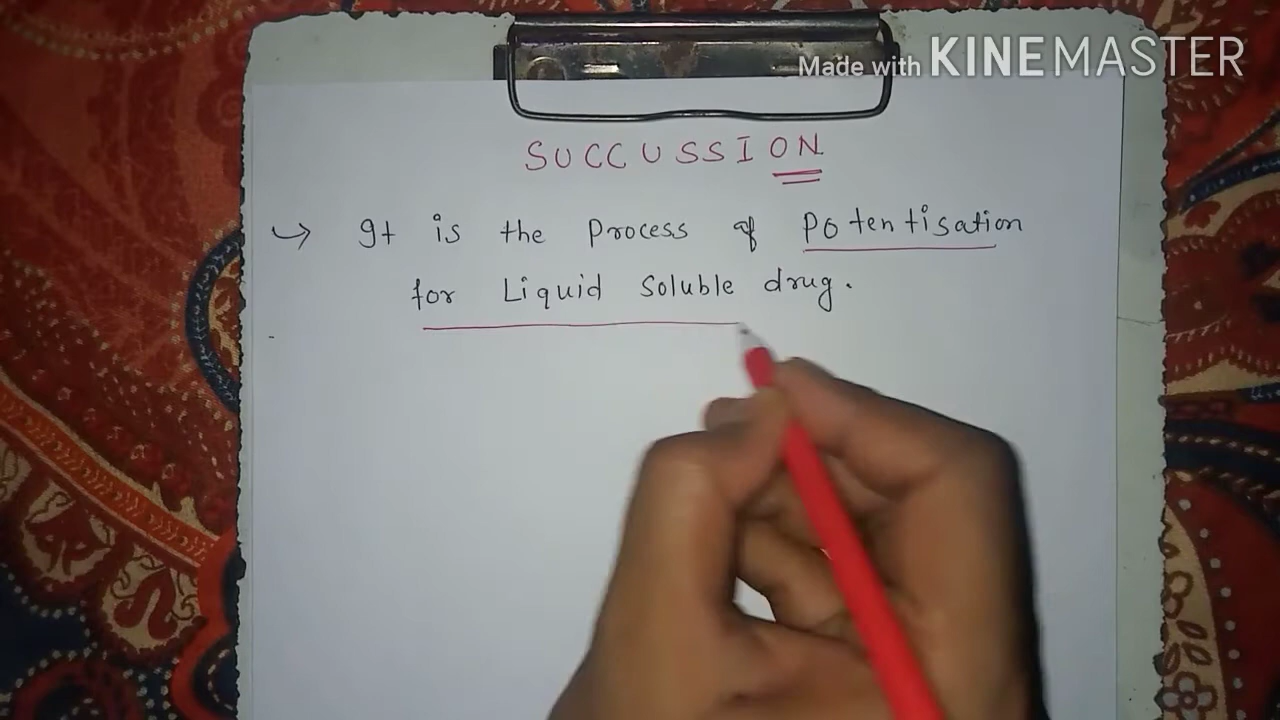 Made with KINEMASTER
SUCCUSSION
→ It is the Process of Potentisation
for Liquid Soluble drug.